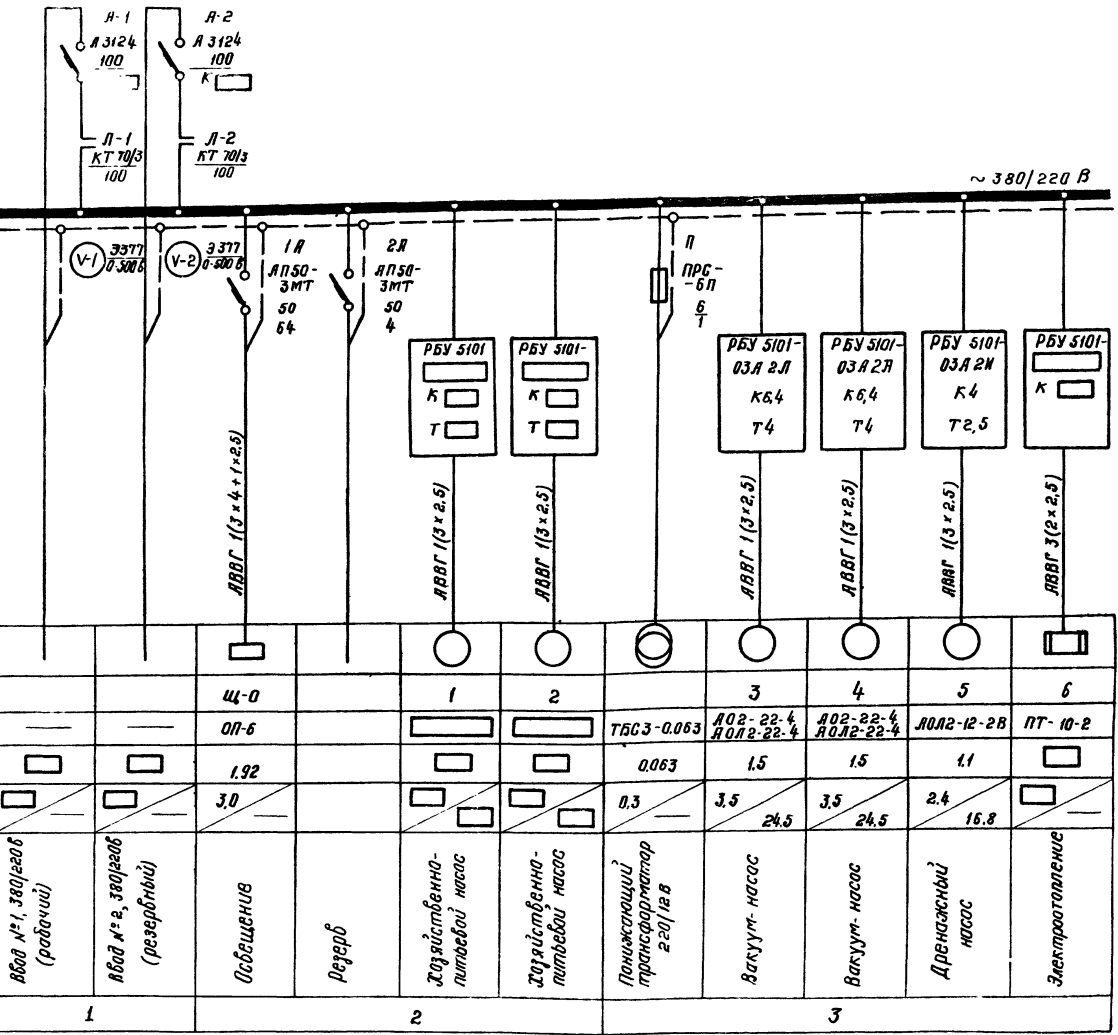 А-1
А 3124
100
А-2
А 3124
100
К
Л-1
КТ 70/3
100
Л-2
КТ 70/3
100
~ 380/220 В
V-1
Э377
0-500В
V-2
Э377
0-500В
1А
АП50-
3МТ
50
64
2А
АП50-
3МТ
50
4
П
ПРС-
-6П
6
1
РБУ 5101
К
Т
РБУ 5101-
К
Т
РБУ 5101-
03А 2Л
К6,4
Т4
РБУ 5101-
03А 2Л
К6,4
Т4
РБУ 5101-
03А 2И
К4
Т2,5
РБУ 5101-
К
АВВГ 1(3×4+1×2,5)
АВВГ 1(3×2,5)
АВВГ 1(3×2,5)
АВВГ 1(3×2,5)
АВВГ 1(3×2,5)
АВВГ 1(3×2,5)
АВВГ 3(2×2,5)
Щ-О 1 2 3 4 5 6
— — ОП-6 ТБС3-0.063 АО2-22-4 АО2-22-4 АОЛ2-12-2В ПТ-10-2
АОЛ2-22-4 АОЛ2-22-4
1.92 0,063 1.5 1.5 1.1
— — 3,0 — 0,3 — 3,5 24,5 3,5 24,5 2.4 16.8 —
Ввод №1, 380/220В
(рабочий)
Ввод №2, 380/220В
(резервный)
Освещение
Резерв
Хозяйственно-
питьевой насос
Хозяйственно-
питьевой насос
Понижающий
трансформатор
220/12В
Вакуум-насос
Вакуум-насос
Дренажный
насос
Электроотопление
1 2 3